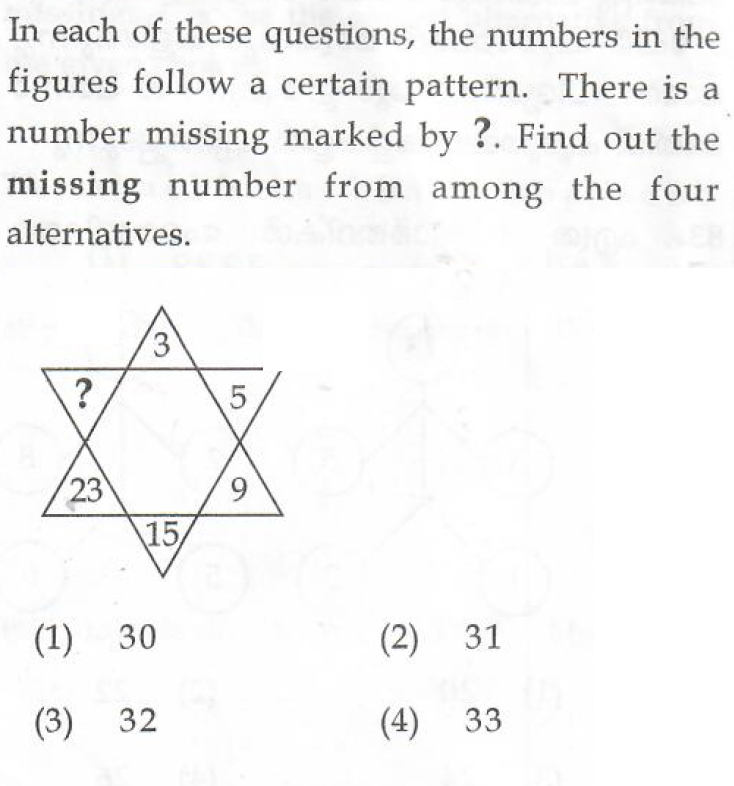 In each of these questions, the numbers in the
figures follow a certain pattern. There is a
number missing marked by ?. Find out the
missing number from among the four
alternatives.
3
? 5
23 9
15
(1) 30 (2) 31
(3) 32 (4) 33